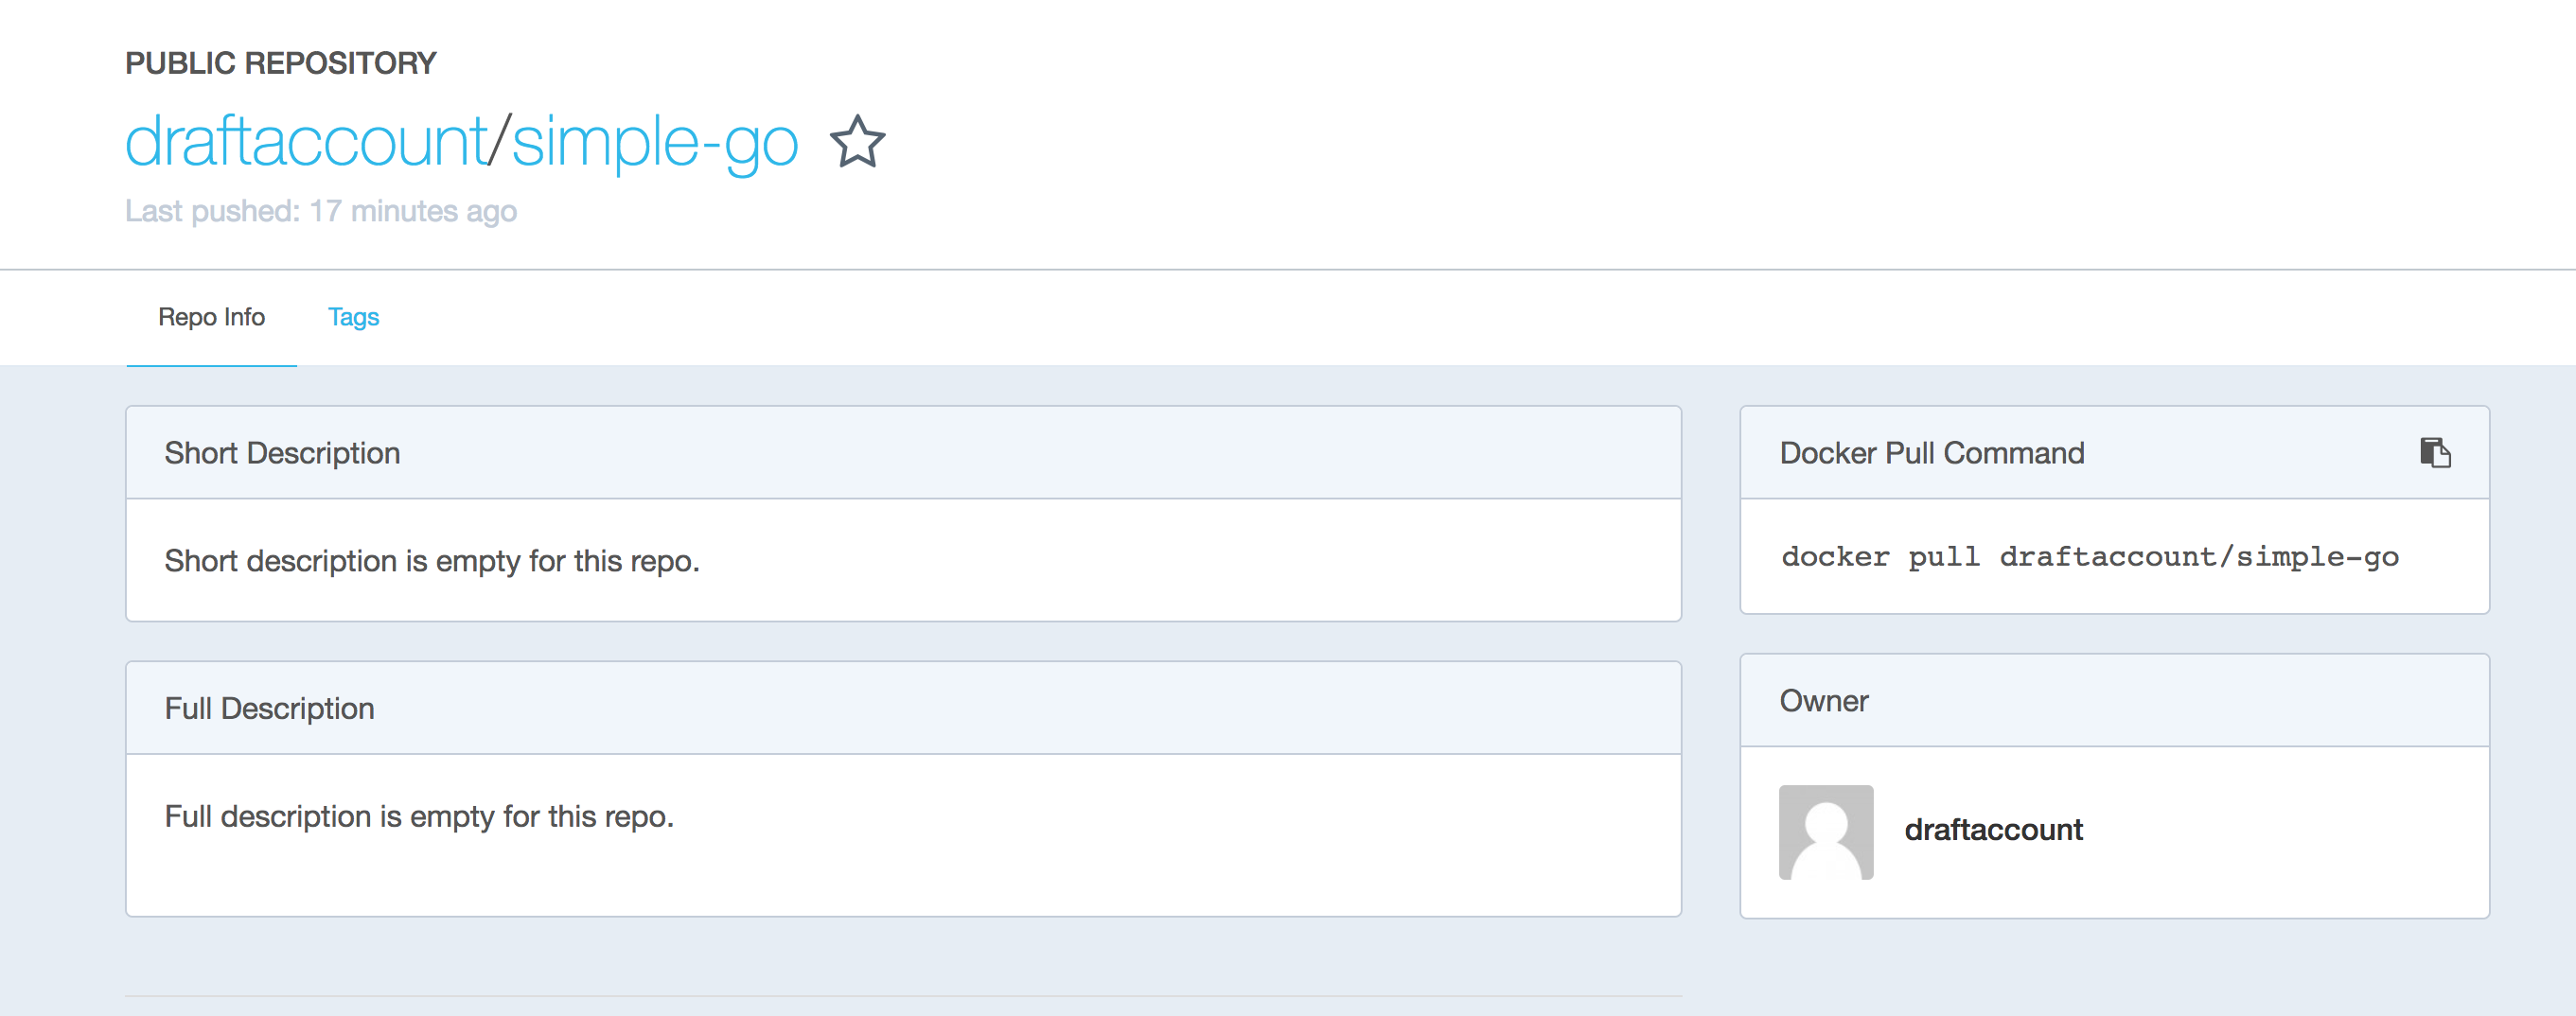 PUBLIC REPOSITORY
draftaccount/simple-go
Last pushed: 17 minutes ago
Repo Info
Tags
Short Description
Short description is empty for this repo.
Full Description
Full description is empty for this repo.
Docker Pull Command
docker pull draftaccount/simple-go
Owner
draftaccount